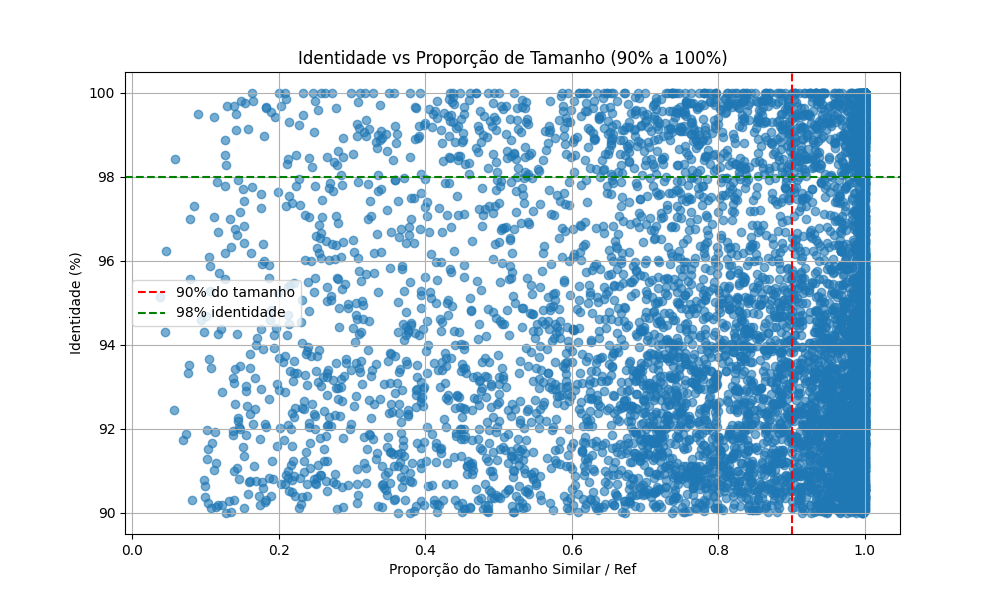 Identidade vs Proporção de Tamanho (90% a 100%)
Identidade (%)
100
98
96
94
92
90
90% do tamanho
98% identidade
0.0
0.2
0.4
0.6
0.8
1.0
Proporção do Tamanho Similar / Ref